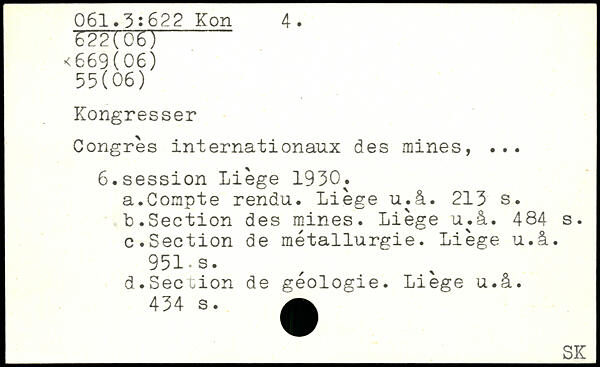 061.3:622 Kon 4.
622(06)
×669(06)
55(06)
Kongresser
Congrès internationaux des mines, ...
6.session Liège 1930.
a.Compte rendu. Liège u.å. 213 s.
b.Section des mines. Liège u.å. 484 s.
c.Section de métallurgie. Liège u.å.
951 s.
d.Section de géologie. Liège u.å.
434 s.
SK